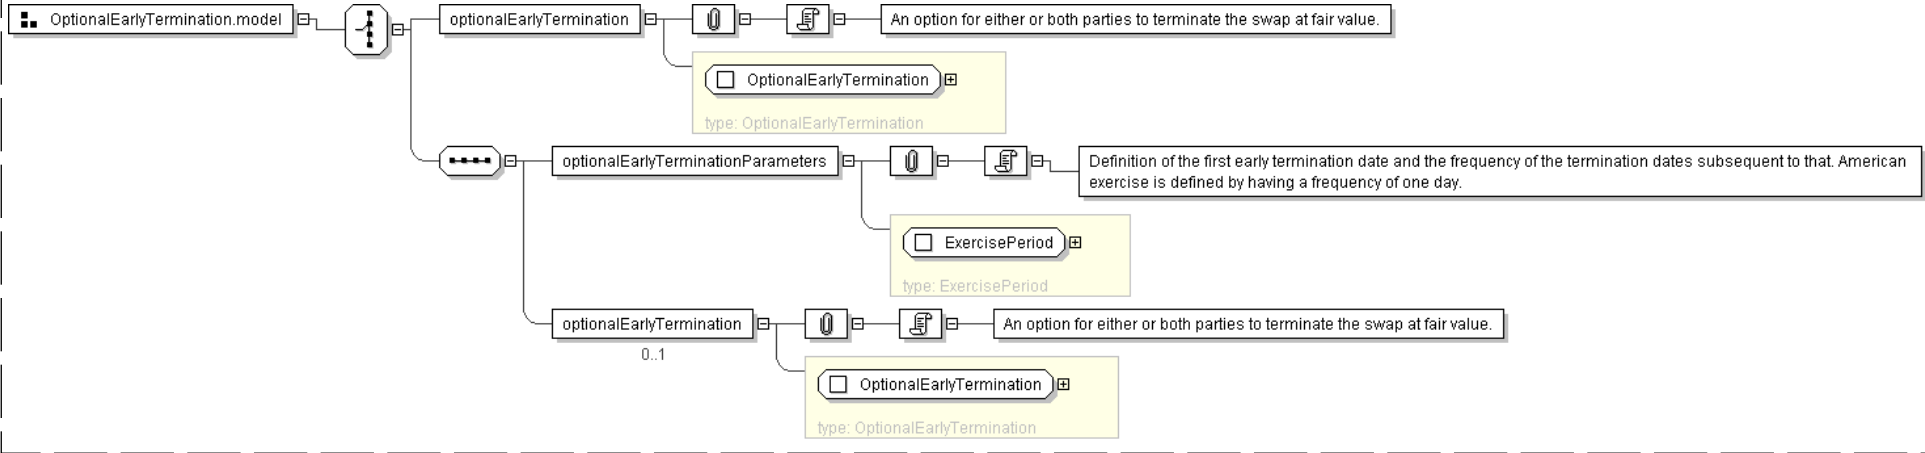 OptionalEarlyTermination.model
optionalEarlyTermination
An option for either or both parties to terminate the swap at fair value.
OptionalEarlyTermination
type: OptionalEarlyTermination
optionalEarlyTerminationParameters
Definition of the first early termination date and the frequency of the termination dates subsequent to that. American
exercise is defined by having a frequency of one day.
ExercisePeriod
type: ExercisePeriod
optionalEarlyTermination
An option for either or both parties to terminate the swap at fair value.
0..1
OptionalEarlyTermination
type: OptionalEarlyTermination